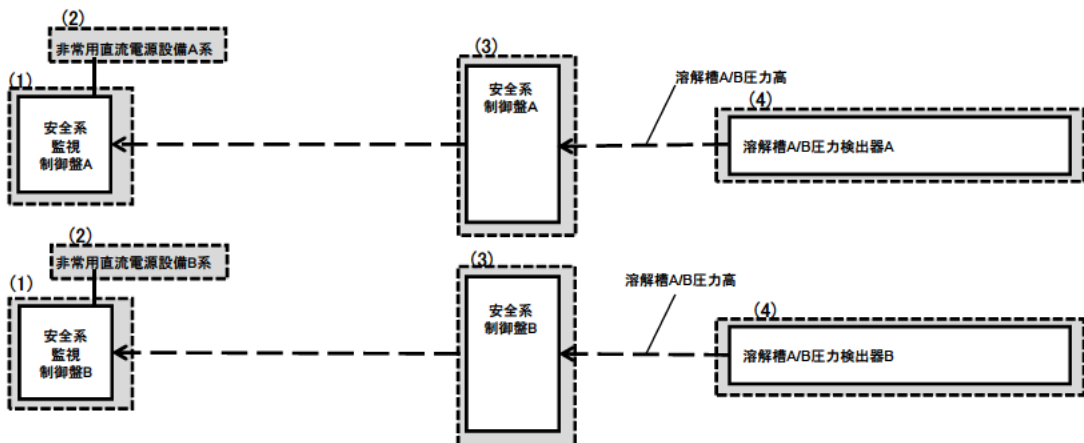 (2)
非常用直流電源設備A系
(1)
安全系
監視
制御盤A
(3)
安全系
制御盤A
溶解槽A/B圧力高
(4)
溶解槽A/B圧力検出器A
(2)
非常用直流電源設備B系
(1)
安全系
監視
制御盤B
(3)
安全系
制御盤B
溶解槽A/B圧力高
(4)
溶解槽A/B圧力検出器B